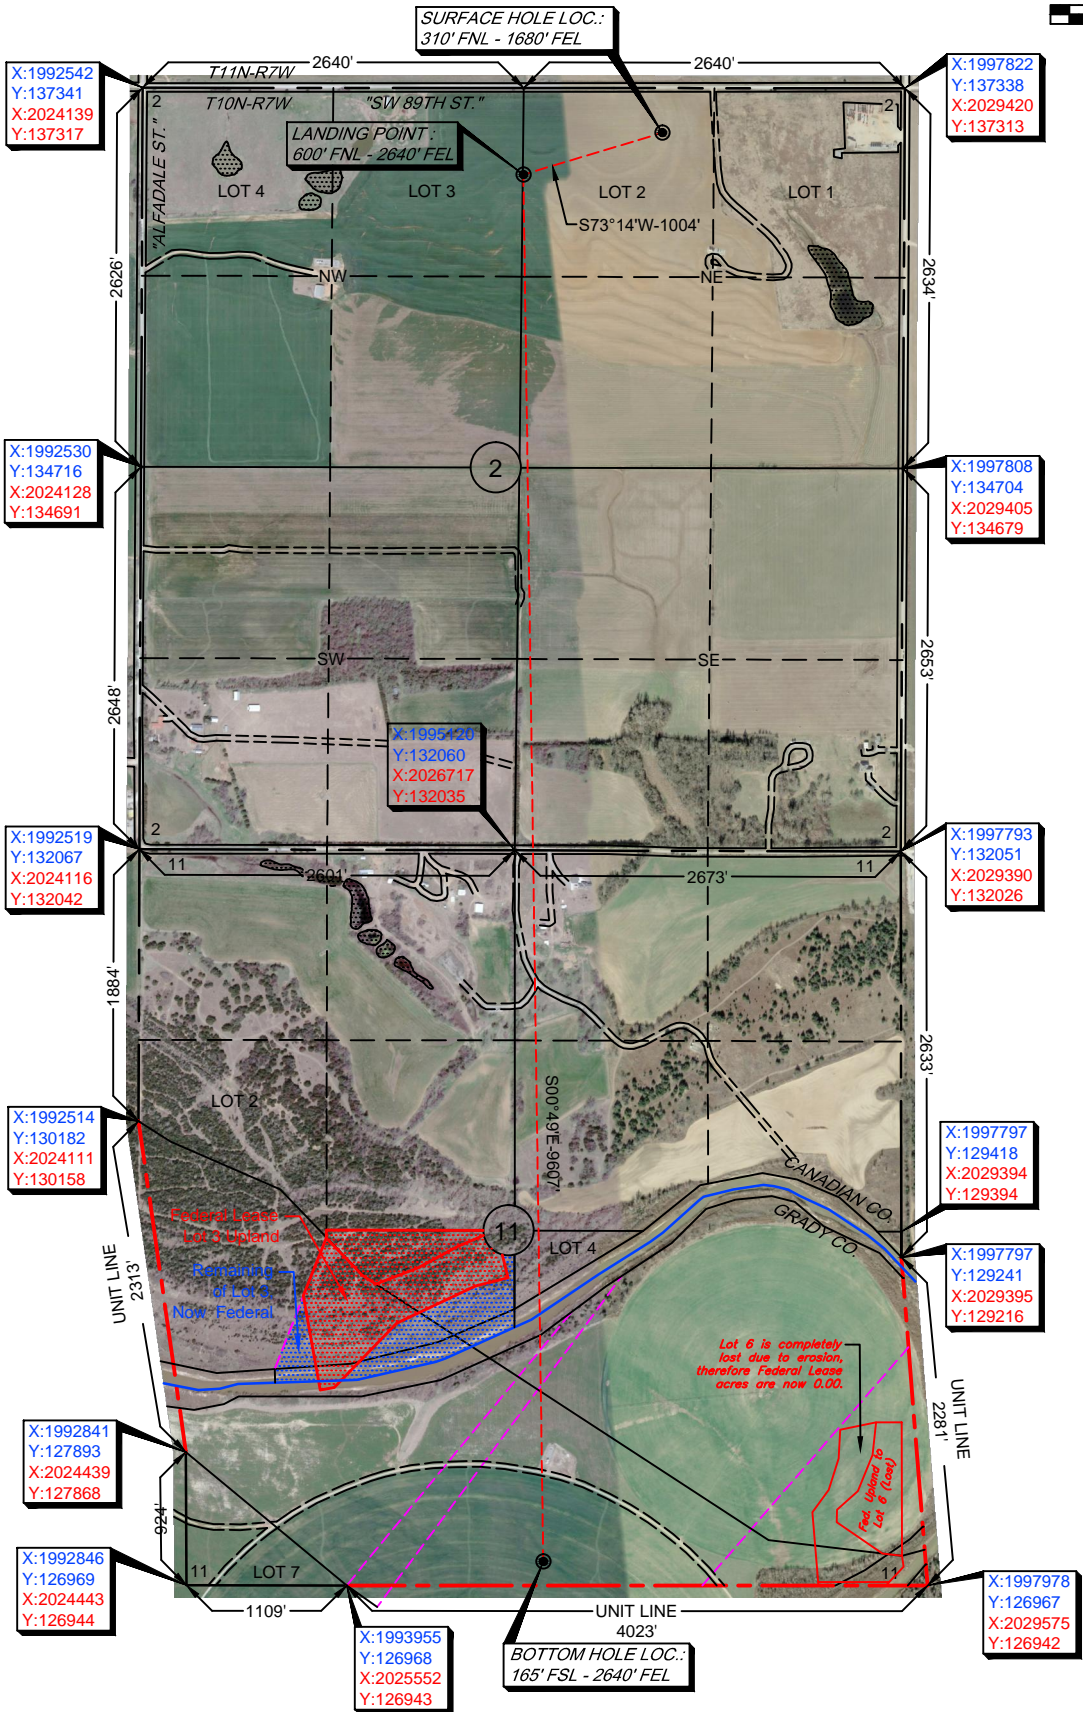 SURFACE HOLE LOC.:
310' FNL - 1680' FEL
X:1992542
Y:137341
X:2024139
Y:137317
T11N-R7W
2640'
2640'
X:1997822
Y:137338
X:2029420
Y:137313
2
T10N-R7W
"SW 89TH ST."
2
"ALFADALE ST."
LANDING POINT:
600' FNL - 2640' FEL
LOT 4
LOT 3
LOT 2
LOT 1
S73°14'W-1004'
2626'
NW
NE
2634'
X:1992530
Y:134716
X:2024128
Y:134691
2
X:1997808
Y:134704
X:2029405
Y:134679
SW
SE
2648'
2653'
X:1995120
Y:132060
X:2026717
Y:132035
X:1992519
Y:132067
X:2024116
Y:132042
2
2
X:1997793
Y:132051
X:2029390
Y:132026
11
2601'
2673'
11
1884'
2633'
LOT 2
S00°49'E-9607'
X:1992514
Y:130182
X:2024111
Y:130158
X:1997797
Y:129418
X:2029394
Y:129394
CANADIAN CO.
GRADY CO.
Federal Lease
Lot 3 Upland
11
LOT 4
UNIT LINE
2313'
Remaining
of Lot 3
Now Federal
X:1997797
Y:129241
X:2029395
Y:129216
Lot 6 is completely
lost due to erosion,
therefore Federal Lease
acres are now 0.00.
UNIT LINE
2281'
X:1992841
Y:127893
X:2024439
Y:127868
Fed. Upland to
Lot 6 (Lost)
924'
X:1992846
Y:126969
X:2024443
Y:126944
11
LOT 7
11
X:1997978
Y:126967
X:2029575
Y:126942
1109'
UNIT LINE
4023'
X:1993955
Y:126968
X:2025552
Y:126943
BOTTOM HOLE LOC.:
165' FSL - 2640' FEL